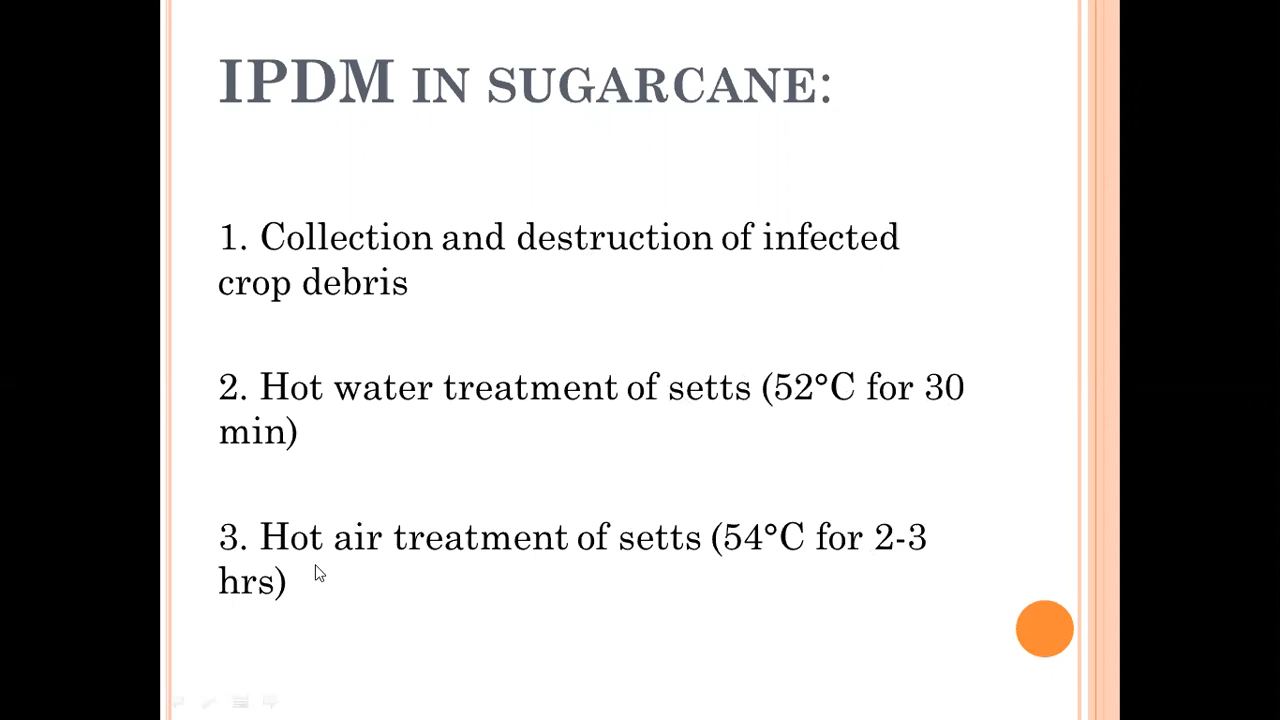 IPDM IN SUGARCANE:
1. Collection and destruction of infected
crop debris
2. Hot water treatment of setts (52°C for 30
min)
3. Hot air treatment of setts (54°C for 2-3
hrs)